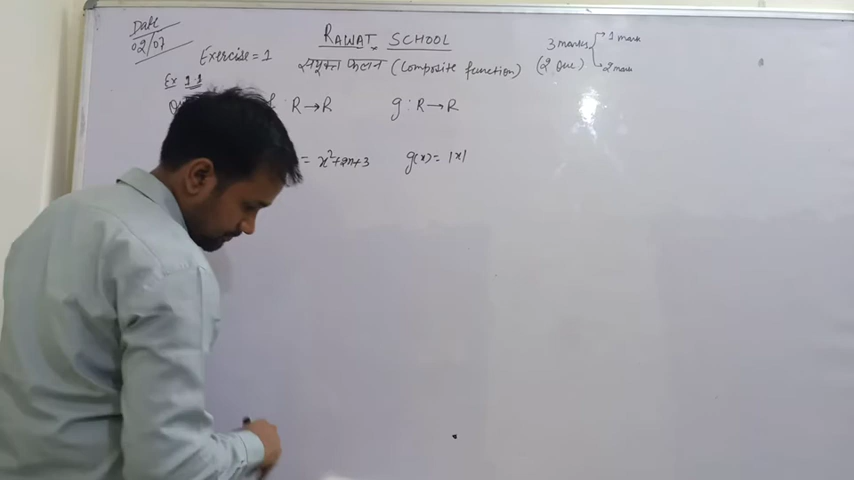 Date
02/07
RAWAT SCHOOL
3 marks 1 mark
Exercise = 1 संयुक्त फलन (Composite function) (2 Que) 2 mark
Ex 1.1
: R→R g : R→R
= x²+2x+3 g(x) = |x|